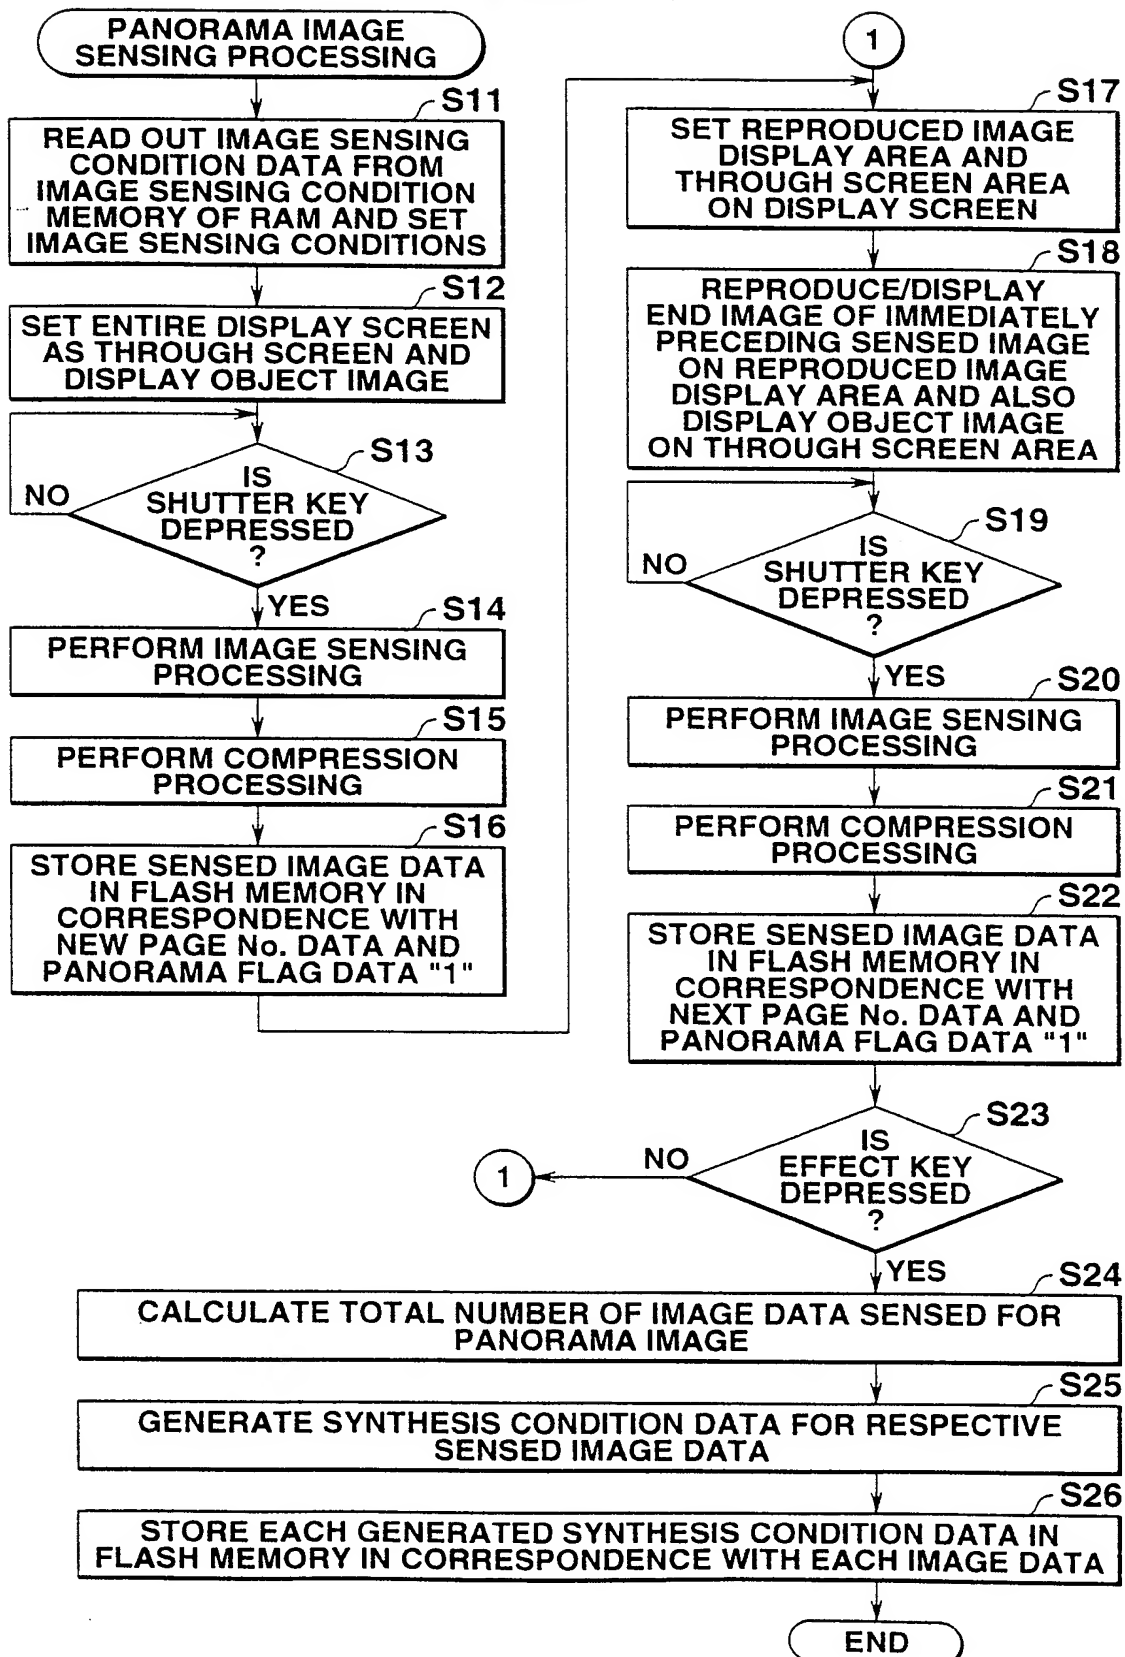 PANORAMA IMAGE
SENSING PROCESSING
S11
READ OUT IMAGE SENSING
CONDITION DATA FROM
IMAGE SENSING CONDITION
MEMORY OF RAM AND SET
IMAGE SENSING CONDITIONS
S12
SET ENTIRE DISPLAY SCREEN
AS THROUGH SCREEN AND
DISPLAY OBJECT IMAGE
S13
IS
SHUTTER KEY
DEPRESSED
?
NO
YES
S14
PERFORM IMAGE SENSING
PROCESSING
S15
PERFORM COMPRESSION
PROCESSING
S16
STORE SENSED IMAGE DATA
IN FLASH MEMORY IN
CORRESPONDENCE WITH
NEW PAGE No. DATA AND
PANORAMA FLAG DATA "1"
1
S17
SET REPRODUCED IMAGE
DISPLAY AREA AND
THROUGH SCREEN AREA
ON DISPLAY SCREEN
S18
REPRODUCE/DISPLAY
END IMAGE OF IMMEDIATELY
PRECEDING SENSED IMAGE
ON REPRODUCED IMAGE
DISPLAY AREA AND ALSO
DISPLAY OBJECT IMAGE
ON THROUGH SCREEN AREA
S19
IS
SHUTTER KEY
DEPRESSED
?
NO
YES
S20
PERFORM IMAGE SENSING
PROCESSING
S21
PERFORM COMPRESSION
PROCESSING
S22
STORE SENSED IMAGE DATA
IN FLASH MEMORY IN
CORRESPONDENCE WITH
NEXT PAGE No. DATA AND
PANORAMA FLAG DATA "1"
S23
IS
EFFECT KEY
DEPRESSED
?
NO
1
YES
S24
CALCULATE TOTAL NUMBER OF IMAGE DATA SENSED FOR
PANORAMA IMAGE
S25
GENERATE SYNTHESIS CONDITION DATA FOR RESPECTIVE
SENSED IMAGE DATA
S26
STORE EACH GENERATED SYNTHESIS CONDITION DATA IN
FLASH MEMORY IN CORRESPONDENCE WITH EACH IMAGE DATA
END